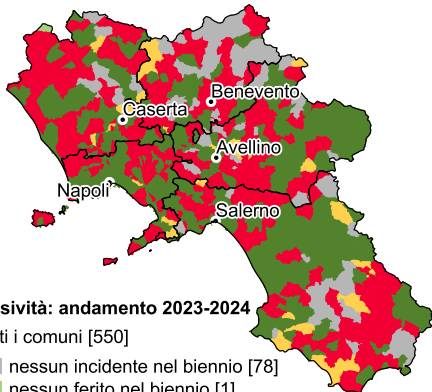 Benevento
Caserta
Avellino
Napoli
Salerno
sività: andamento 2023-2024
ti i comuni [550]
nessun incidente nel biennio [78]
nessun ferito nel biennio [1]